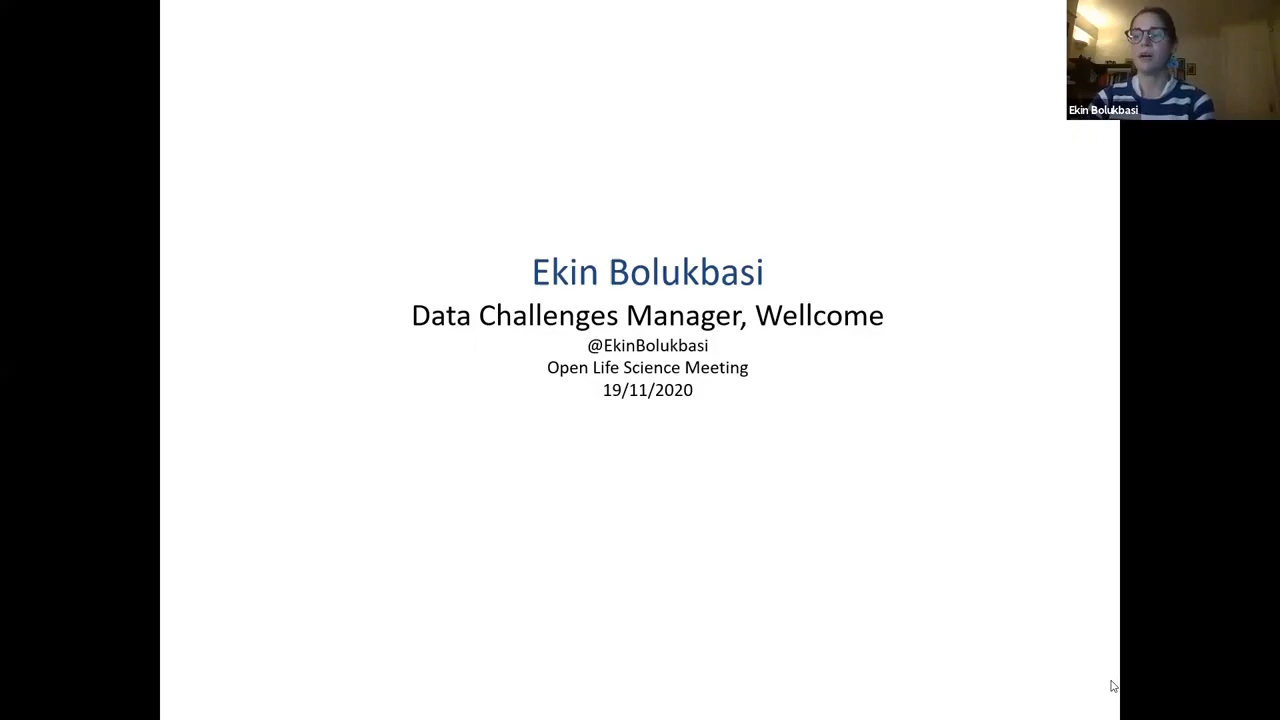 Ekin Bolukbasi
Ekin Bolukbasi
Data Challenges Manager, Wellcome
@EkinBolukbasi
Open Life Science Meeting
19/11/2020